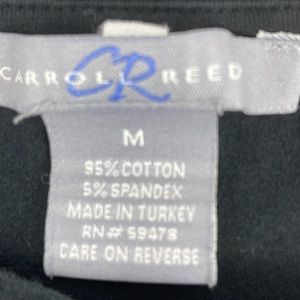 CARROLL REED
CR
M
95% COTTON
5% SPANDEX
MADE IN TURKEY
RN# 59478
CARE ON REVERSE